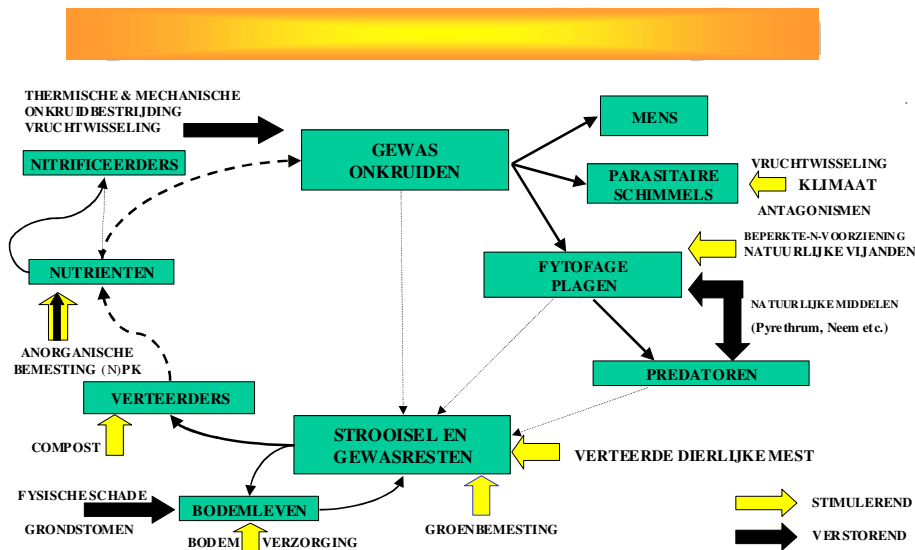 THERMISCHE & MECHANISCHE
ONKRUIDBESTRIJDING
VRUCHTWISSELING
NITRIFICEERDERS
GEWAS
ONKRUIDEN
MENS
PARASITAIRE
SCHIMMELS
VRUCHTWISSELING
KLIMAAT
ANTAGONISMEN
BEPERKTE-N-VOORZIENING
NATUURLIJKE VIJANDEN
FYTOFAGE
PLAGEN
NUTRIENTEN
NATUURLIJKE MIDDELEN
(Pyrethrum, Neem etc.)
ANORGANISCHE
BEMESTING (N)PK
PREDATOREN
VERTEERDERS
STROOISEL EN
GEWASRESTEN
COMPOST
VERTEERDE DIERLIJKE MEST
FYSISCHE SCHADE
GRONDSTOMEN
BODEMLEVEN
GROENBEMESTING
BODEM VERZORGING
STIMULEREND
VERSTOREND